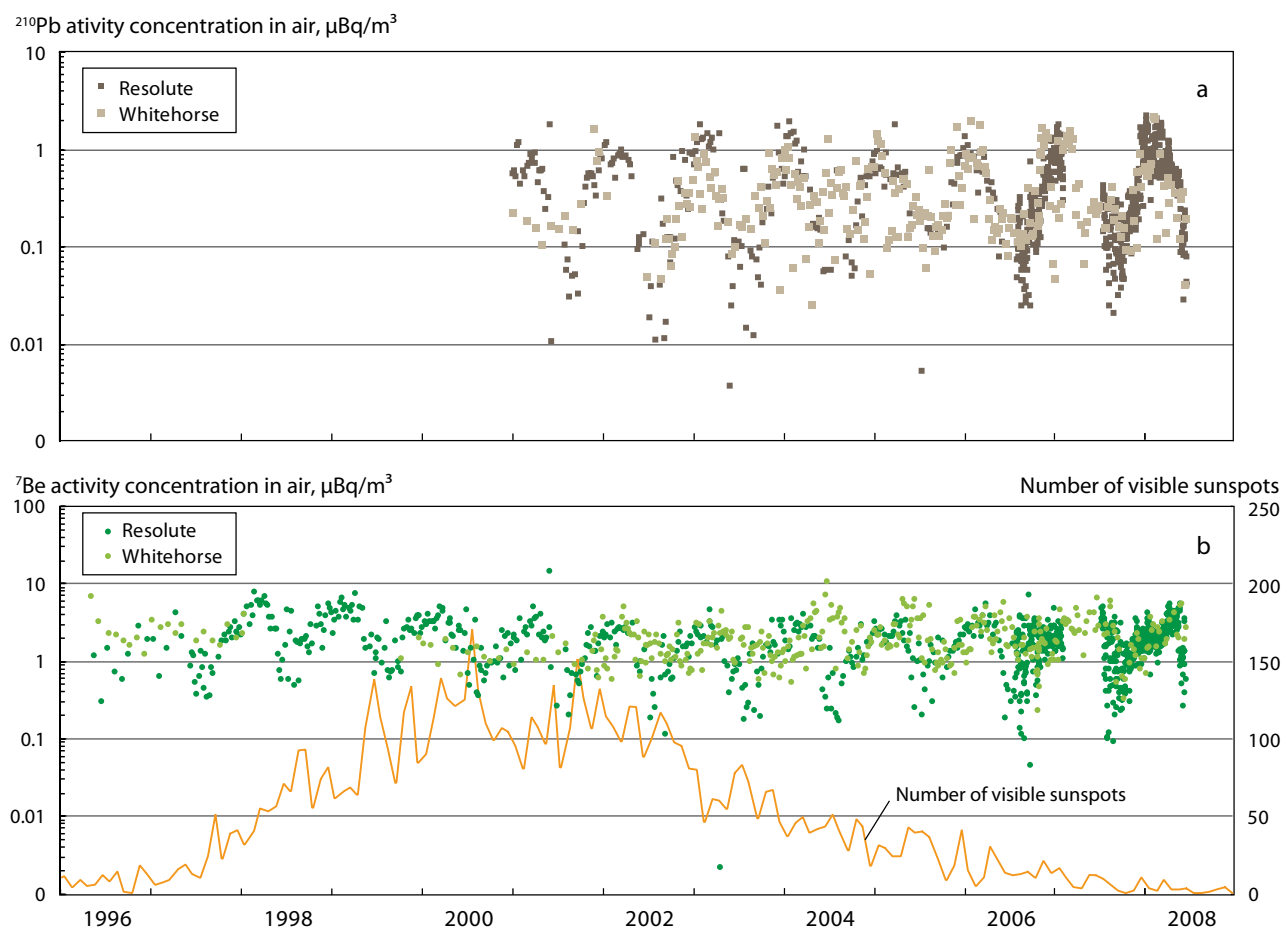 ²¹⁰Pb ativity concentration in air, µBq/m³
10
Resolute
Whitehorse
a
1
0.1
0.01
0
⁷Be activity concentration in air, µBq/m³
Number of visible sunspots
100
250
Resolute
Whitehorse
b
10
200
1
150
0.1
100
Number of visible sunspots
0.01
50
0
0
1996 1998 2000 2002 2004 2006 2008